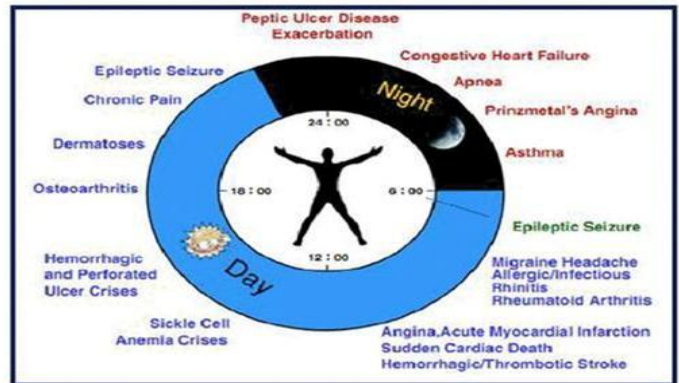 Peptic Ulcer Disease
Exacerbation
Congestive Heart Failure
Epileptic Seizure
Apnea
Night
Chronic Pain
Prinzmetal's Angina
24:00
Dermatoses
Asthma
Osteoarthritis
18:00
6:00
Epileptic Seizure
Hemorrhagic
and Perforated
Ulcer Crises
Day
12:00
Migraine Headache
Allergic/Infectious
Rhinitis
Rheumatoid Arthritis
Sickle Cell
Anemia Crises
Angina,Acute Myocardial Infarction
Sudden Cardiac Death
Hemorrhagic/Thrombotic Stroke